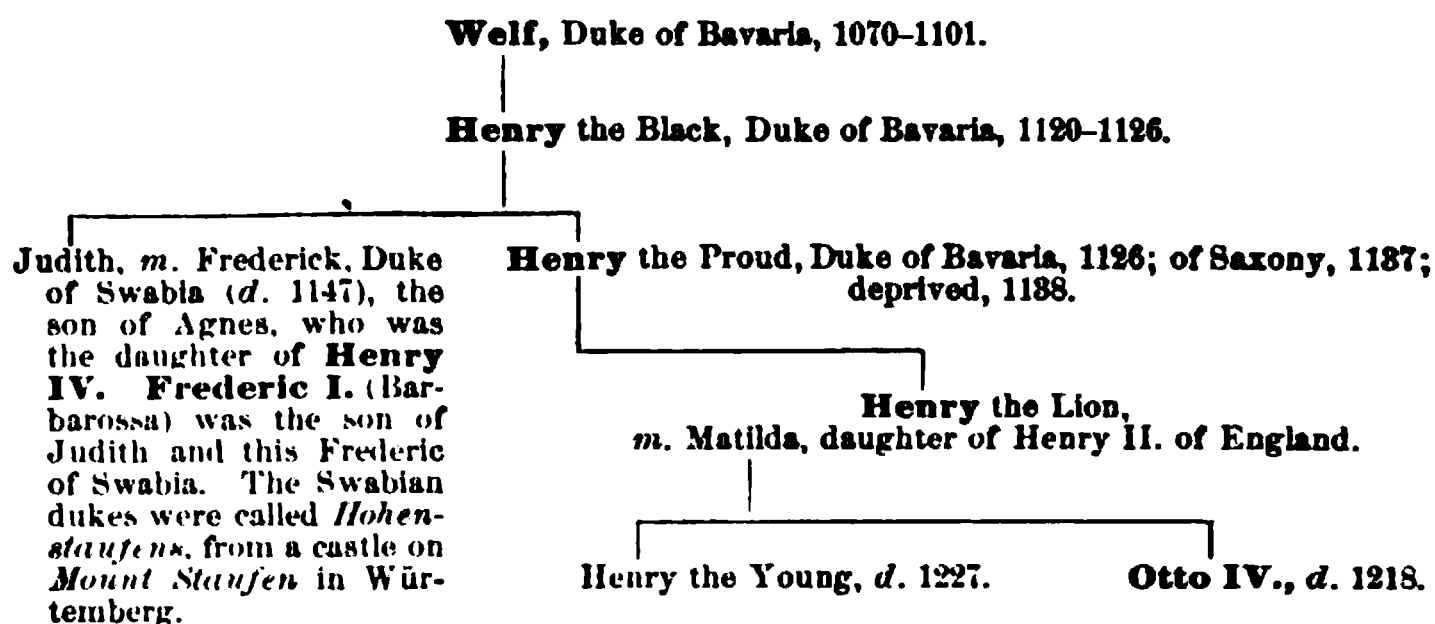 Welf, Duke of Bavaria, 1070–1101.
Henry the Black, Duke of Bavaria, 1120–1126.
Judith, m. Frederick, Duke
of Swabia (d. 1147), the
son of Agnes, who was
the daughter of Henry
IV. Frederic I. (Bar-
barossa) was the son of
Judith and this Frederic
of Swabia. The Swabian
dukes were called Hohen-
staufens, from a castle on
Mount Staufen in Wür-
temberg.
Henry the Proud, Duke of Bavaria, 1126; of Saxony, 1137;
deprived, 1138.
Henry the Lion,
m. Matilda, daughter of Henry II. of England.
Henry the Young, d. 1227.
Otto IV., d. 1218.